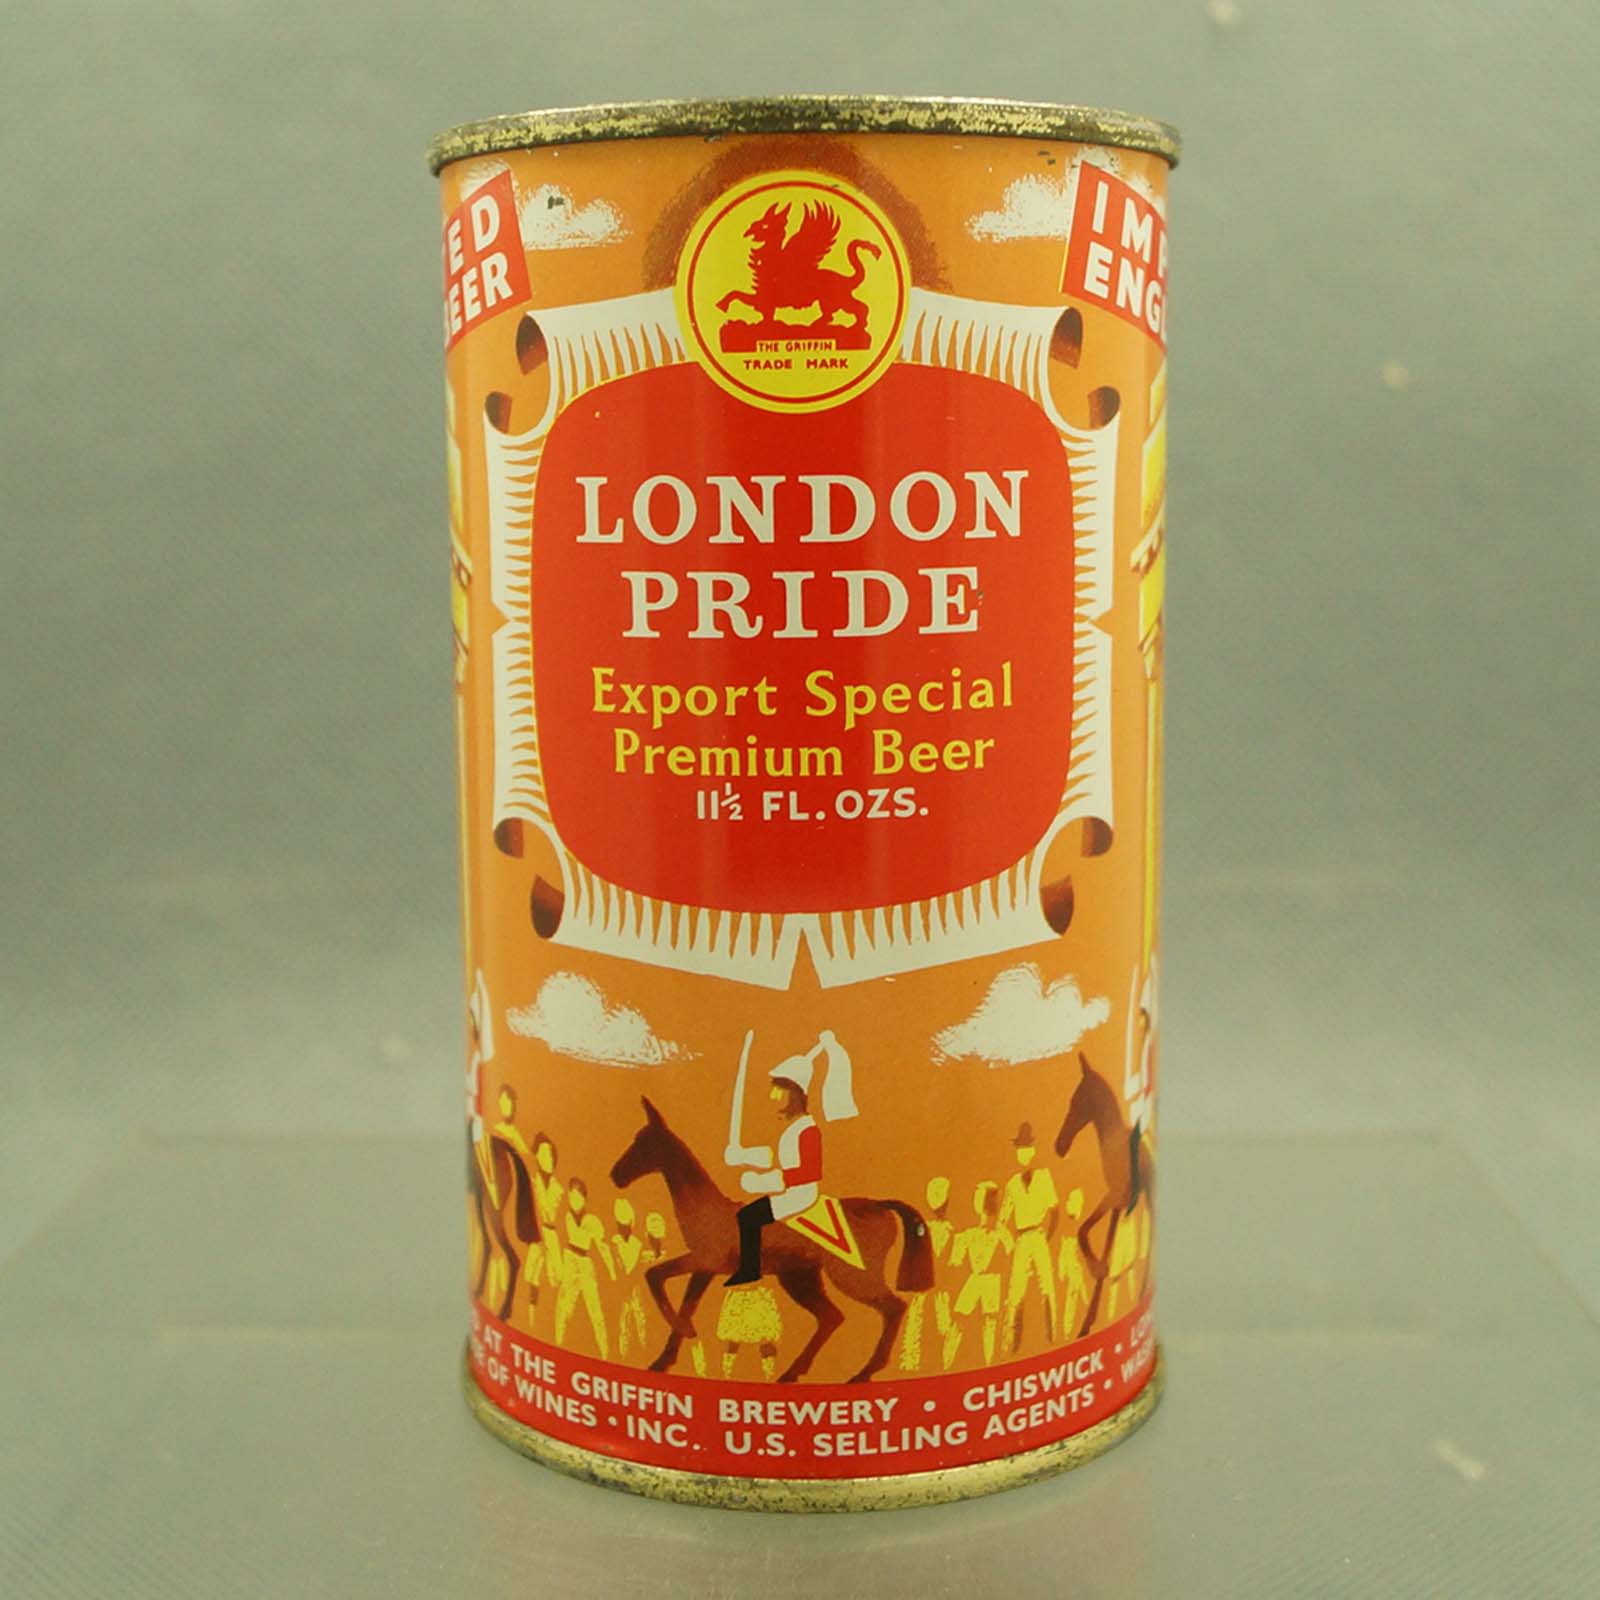 ED
EER
IMP
ENGL
THE GRIFFIN
TRADE MARK
LONDON
PRIDE
Export Special
Premium Beer
11½ FL. OZS.
AT THE GRIFFIN BREWERY • CHISWICK •
OF WINES • INC. U.S. SELLING AGENTS •